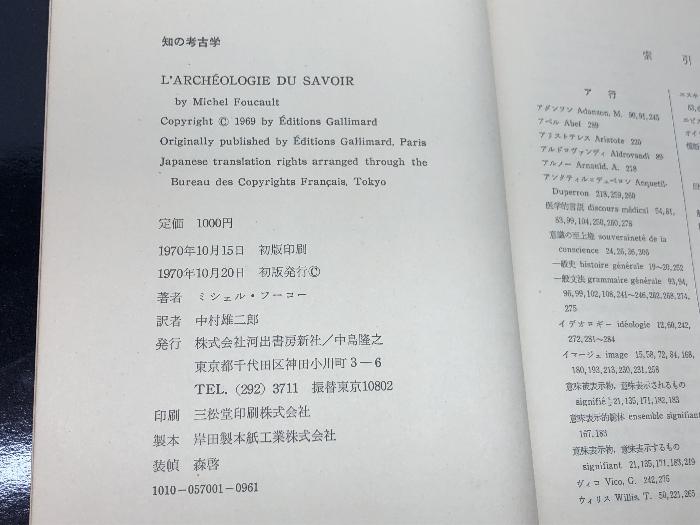 知の考古学
L'ARCHÉOLOGIE DU SAVOIR
by Michel Foucault
Copyright © 1969 by Éditions Gallimard
Originally published by Éditions Gallimard, Paris
Japanese translation rights arranged through the
Bureau des Copyrights Français, Tokyo
定価 1000円
1970年10月15日 初版印刷
1970年10月20日 初版発行©
著者 ミシェル・フーコー
訳者 中村雄二郎
発行 株式会社河出書房新社/中島隆之
東京都千代田区神田小川町3-6
TEL. (292) 3711 振替東京10802
印刷 三松堂印刷株式会社
製本 岸田製本紙工業株式会社
装幀 森啓
1010-057001-0961
索引
ア行
アダンソン Adanson, M. 90,91,245
アベル Abel 289
アリストテレス Aristote 220
アルドロヴァンディ Aldrovandi
アルノー Arnauld, A. 218
アンクティル=デュペロン Anquetil-
Duperron 218,259,260
医学的言説 discours médical 54,81,
83,99,104,250,260,278
意識の至上権 souveraineté de la
conscience 24,26,36,306
一般史 histoire générale 19~20,252
一般文法 grammaire générale 93,94,
96,99,102,108,241~246,262,268,274,
275
イデオロギー idéologie 12,60,242,
272,281~284
イマージュ image 15,58,72,84,168,
180,193,213,230,231,258
意味被表示物, 意味表示されるもの
signifié 21,135,171,182,183
意味表示的総体 ensemble signifiant
167,183
意味表示物, 意味表示するもの
signifiant 21,135,171,183,219
ヴィコ Vico, G. 242,275
ウィリス Willis, T. 50,221,265